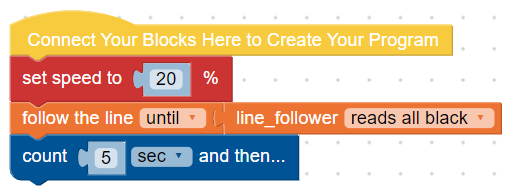 Connect Your Blocks Here to Create Your Program
set speed to 20 %
follow the line until line_follower reads all black
count 5 sec and then...